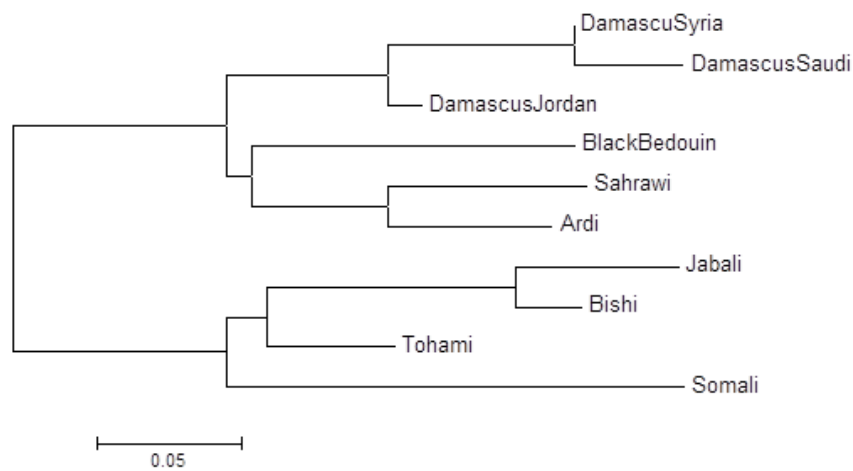 DamascuSyria
DamascusSaudi
DamascusJordan
BlackBedouin
Sahrawi
Ardi
Jabali
Bishi
Tohami
Somali
0.05